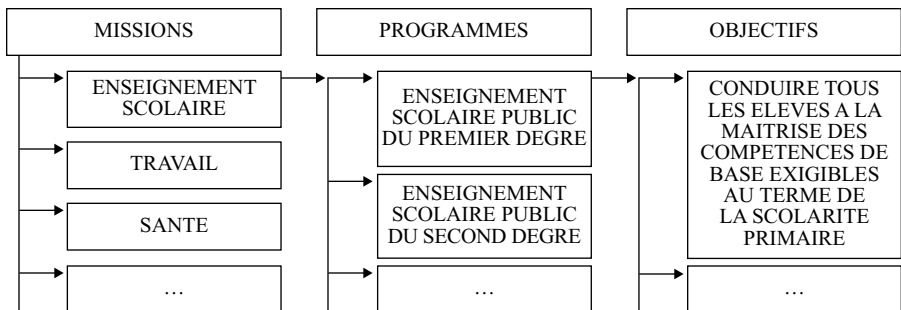 MISSIONS
PROGRAMMES
OBJECTIFS
ENSEIGNEMENT
SCOLAIRE
TRAVAIL
SANTE
…
ENSEIGNEMENT
SCOLAIRE PUBLIC
DU PREMIER DEGRE
ENSEIGNEMENT
SCOLAIRE PUBLIC
DU SECOND DEGRE
…
CONDUIRE TOUS
LES ELEVES A LA
MAITRISE DES
COMPETENCES DE
BASE EXIGIBLES
AU TERME DE
LA SCOLARITE
PRIMAIRE
…